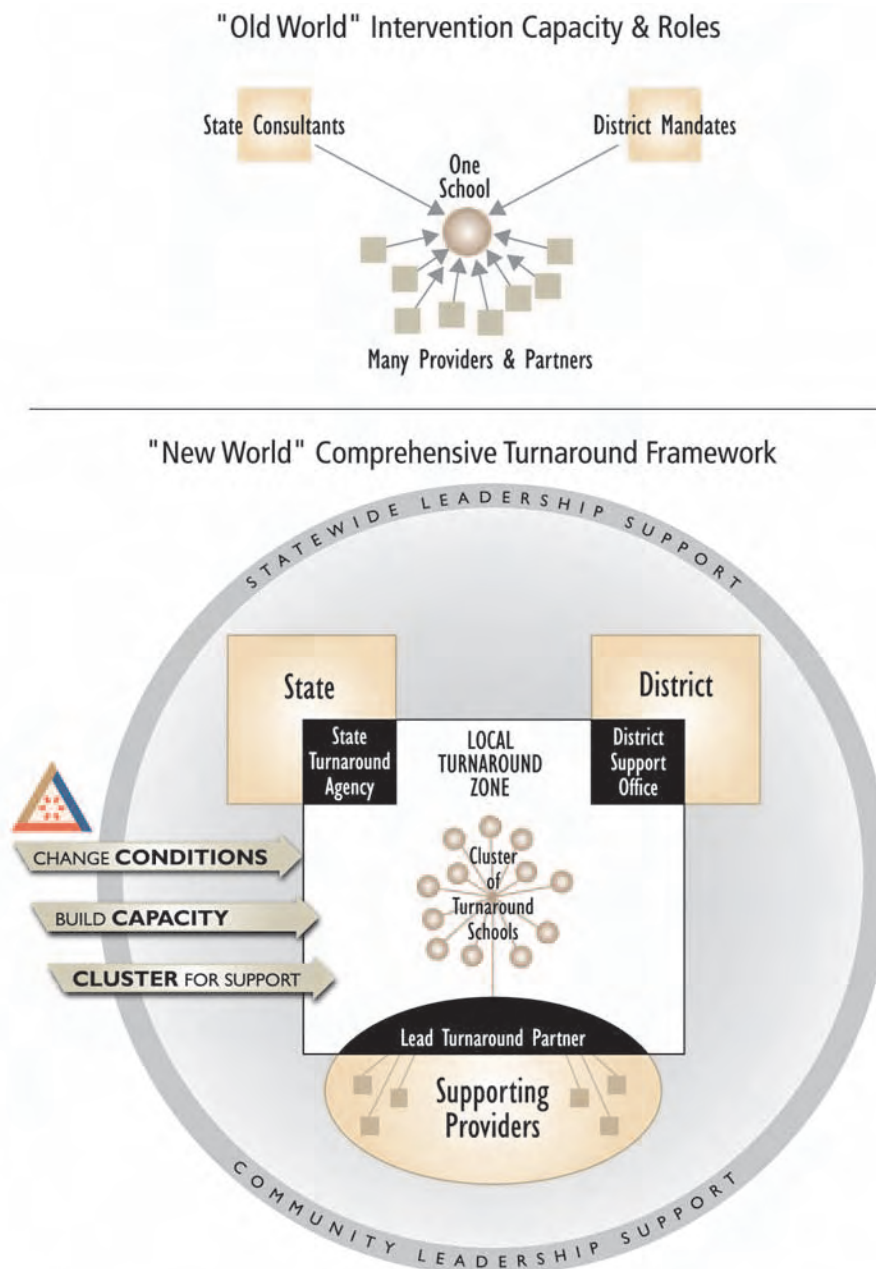 "Old World" Intervention Capacity & Roles
State Consultants
District Mandates
One
School
Many Providers & Partners
"New World" Comprehensive Turnaround Framework
STATEWIDE LEADERSHIP SUPPORT
State
District
State
Turnaround
Agency
LOCAL
TURNAROUND
ZONE
District
Support
Office
CHANGE CONDITIONS
BUILD CAPACITY
CLUSTER FOR SUPPORT
Cluster
of
Turnaround
Schools
Lead Turnaround Partner
Supporting
Providers
COMMUNITY LEADERSHIP SUPPORT